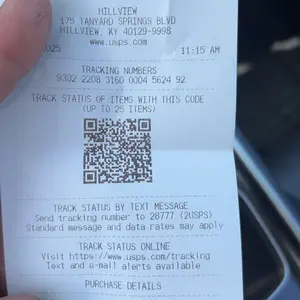 HILLVIEW
175 TANYARD SPRINGS BLVD
HILLVIEW, KY 40129-9998
www.usps.com
2025 11:15 AM
TRACKING NUMBERS
9302 2208 3160 0004 5624 92
TRACK STATUS OF ITEMS WITH THIS CODE
(UP TO 25 ITEMS)
TRACK STATUS BY TEXT MESSAGE
Send tracking number to 28777 (2USPS)
Standard message and data rates may apply
TRACK STATUS ONLINE
Visit https://www.usps.com/tracking
Text and e-mail alerts available
PURCHASE DETAILS